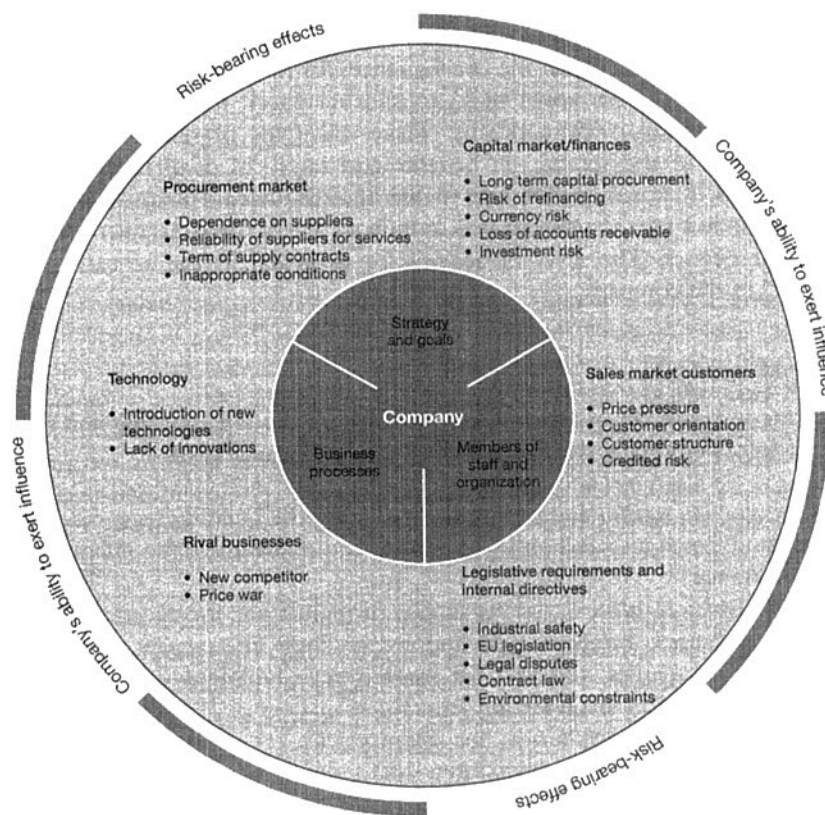 Risk-bearing effects
Company's ability to exert influence
Capital market/finances
• Long term capital procurement
• Risk of refinancing
• Currency risk
• Loss of accounts receivable
• Investment risk
Procurement market
• Dependence on suppliers
• Reliability of suppliers for services
• Term of supply contracts
• Inappropriate conditions
Strategy
and goals
Technology
• Introduction of new
technologies
• Lack of innovations
Company
Business
processes
Members of
staff and
organization
Sales market customers
• Price pressure
• Customer orientation
• Customer structure
• Credited risk
Rival businesses
• New competitor
• Price war
Legislative requirements and
internal directives
• Industrial safety
• EU legislation
• Legal disputes
• Contract law
• Environmental constraints
Company's ability to exert influence
Risk-bearing effects